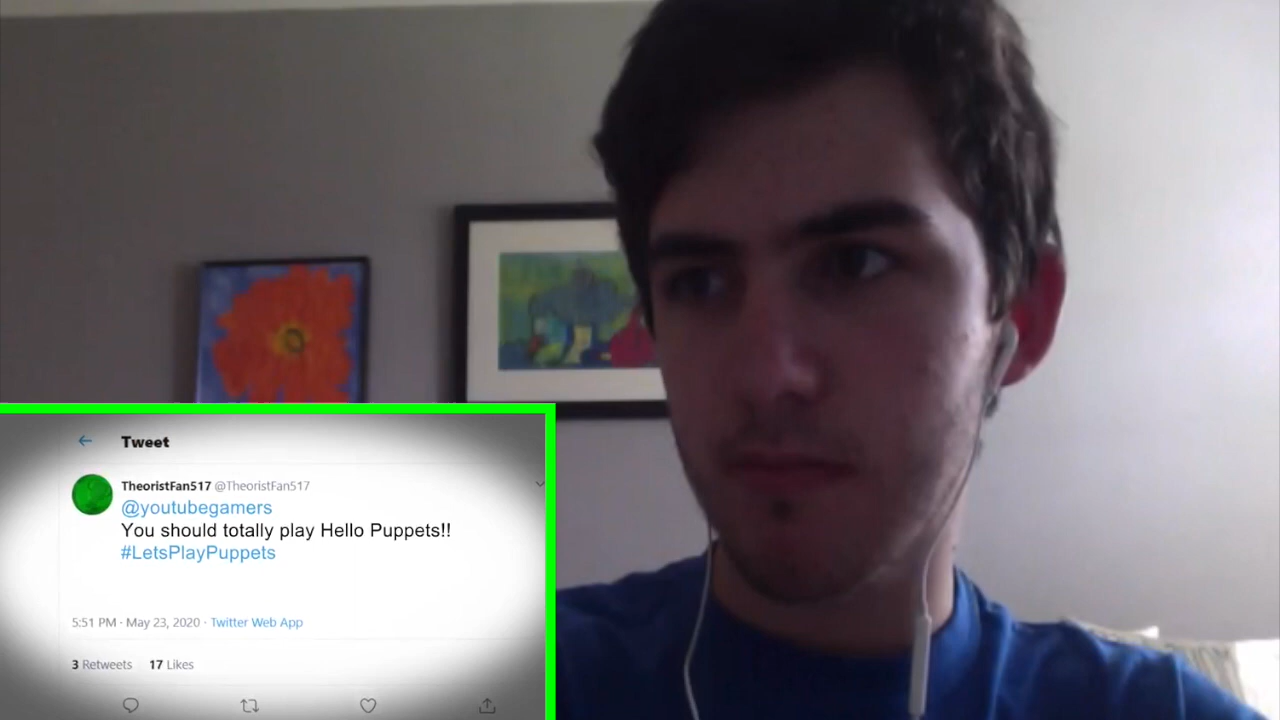 Tweet
TheoristFan517 @TheoristFan517
@youtubegamers
You should totally play Hello Puppets!!
#LetsPlayPuppets
5:51 PM · May 23, 2020 · Twitter Web App
3 Retweets 17 Likes